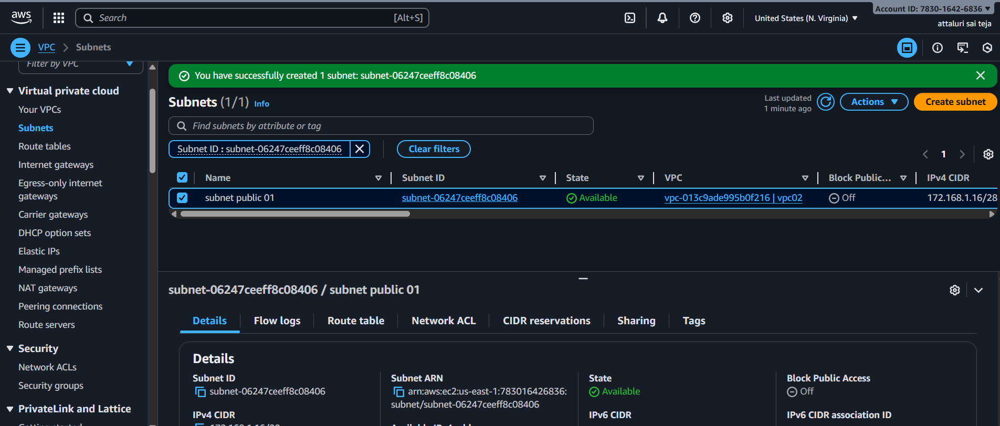 aws
Search
[Alt+S]
United States (N. Virginia)
Account ID: 7830-1642-6836
attaluri sai teja
VPC
Subnets
Filter by VPC
Virtual private cloud
Your VPCs
Subnets
Route tables
Internet gateways
Egress-only internet
gateways
Carrier gateways
DHCP option sets
Elastic IPs
Managed prefix lists
NAT gateways
Peering connections
Route servers
Security
Network ACLs
Security groups
PrivateLink and Lattice
Getting started
You have successfully created 1 subnet: subnet-06247ceeff8c08406
Subnets (1/1) Info
Last updated
1 minute ago
Actions
Create subnet
Find subnets by attribute or tag
Subnet ID : subnet-06247ceeff8c08406
Clear filters
1
Name Subnet ID State VPC Block Public... IPv4 CIDR
subnet public 01 subnet-06247ceeff8c08406 Available vpc-013c9ade995b0f216 | vpc02 Off 172.168.1.16/28
subnet-06247ceeff8c08406 / subnet public 01
Details Flow logs Route table Network ACL CIDR reservations Sharing Tags
Details
Subnet ID
subnet-06247ceeff8c08406
Subnet ARN
arn:aws:ec2:us-east-1:783016426836:
subnet/subnet-06247ceeff8c08406
State
Available
Block Public Access
Off
IPv4 CIDR
172.168.1.16/28
IPv6 CIDR
IPv6 CIDR association ID